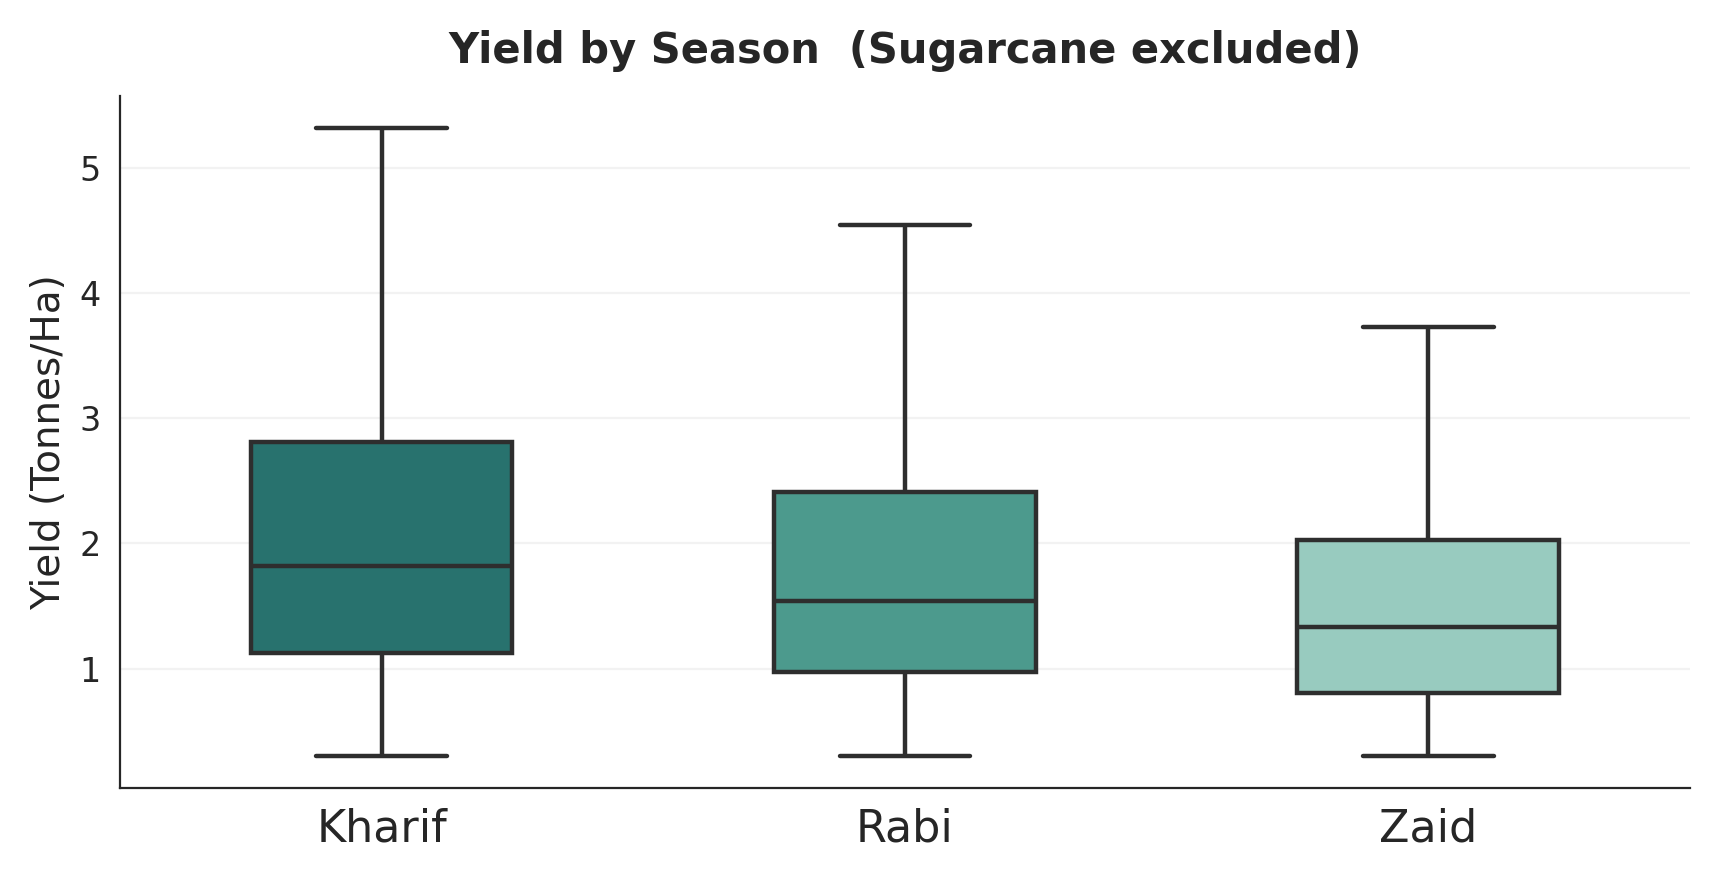 Yield by Season  (Sugarcane excluded)
Yield (Tonnes/Ha)
5
4
3
2
1
Kharif
Rabi
Zaid